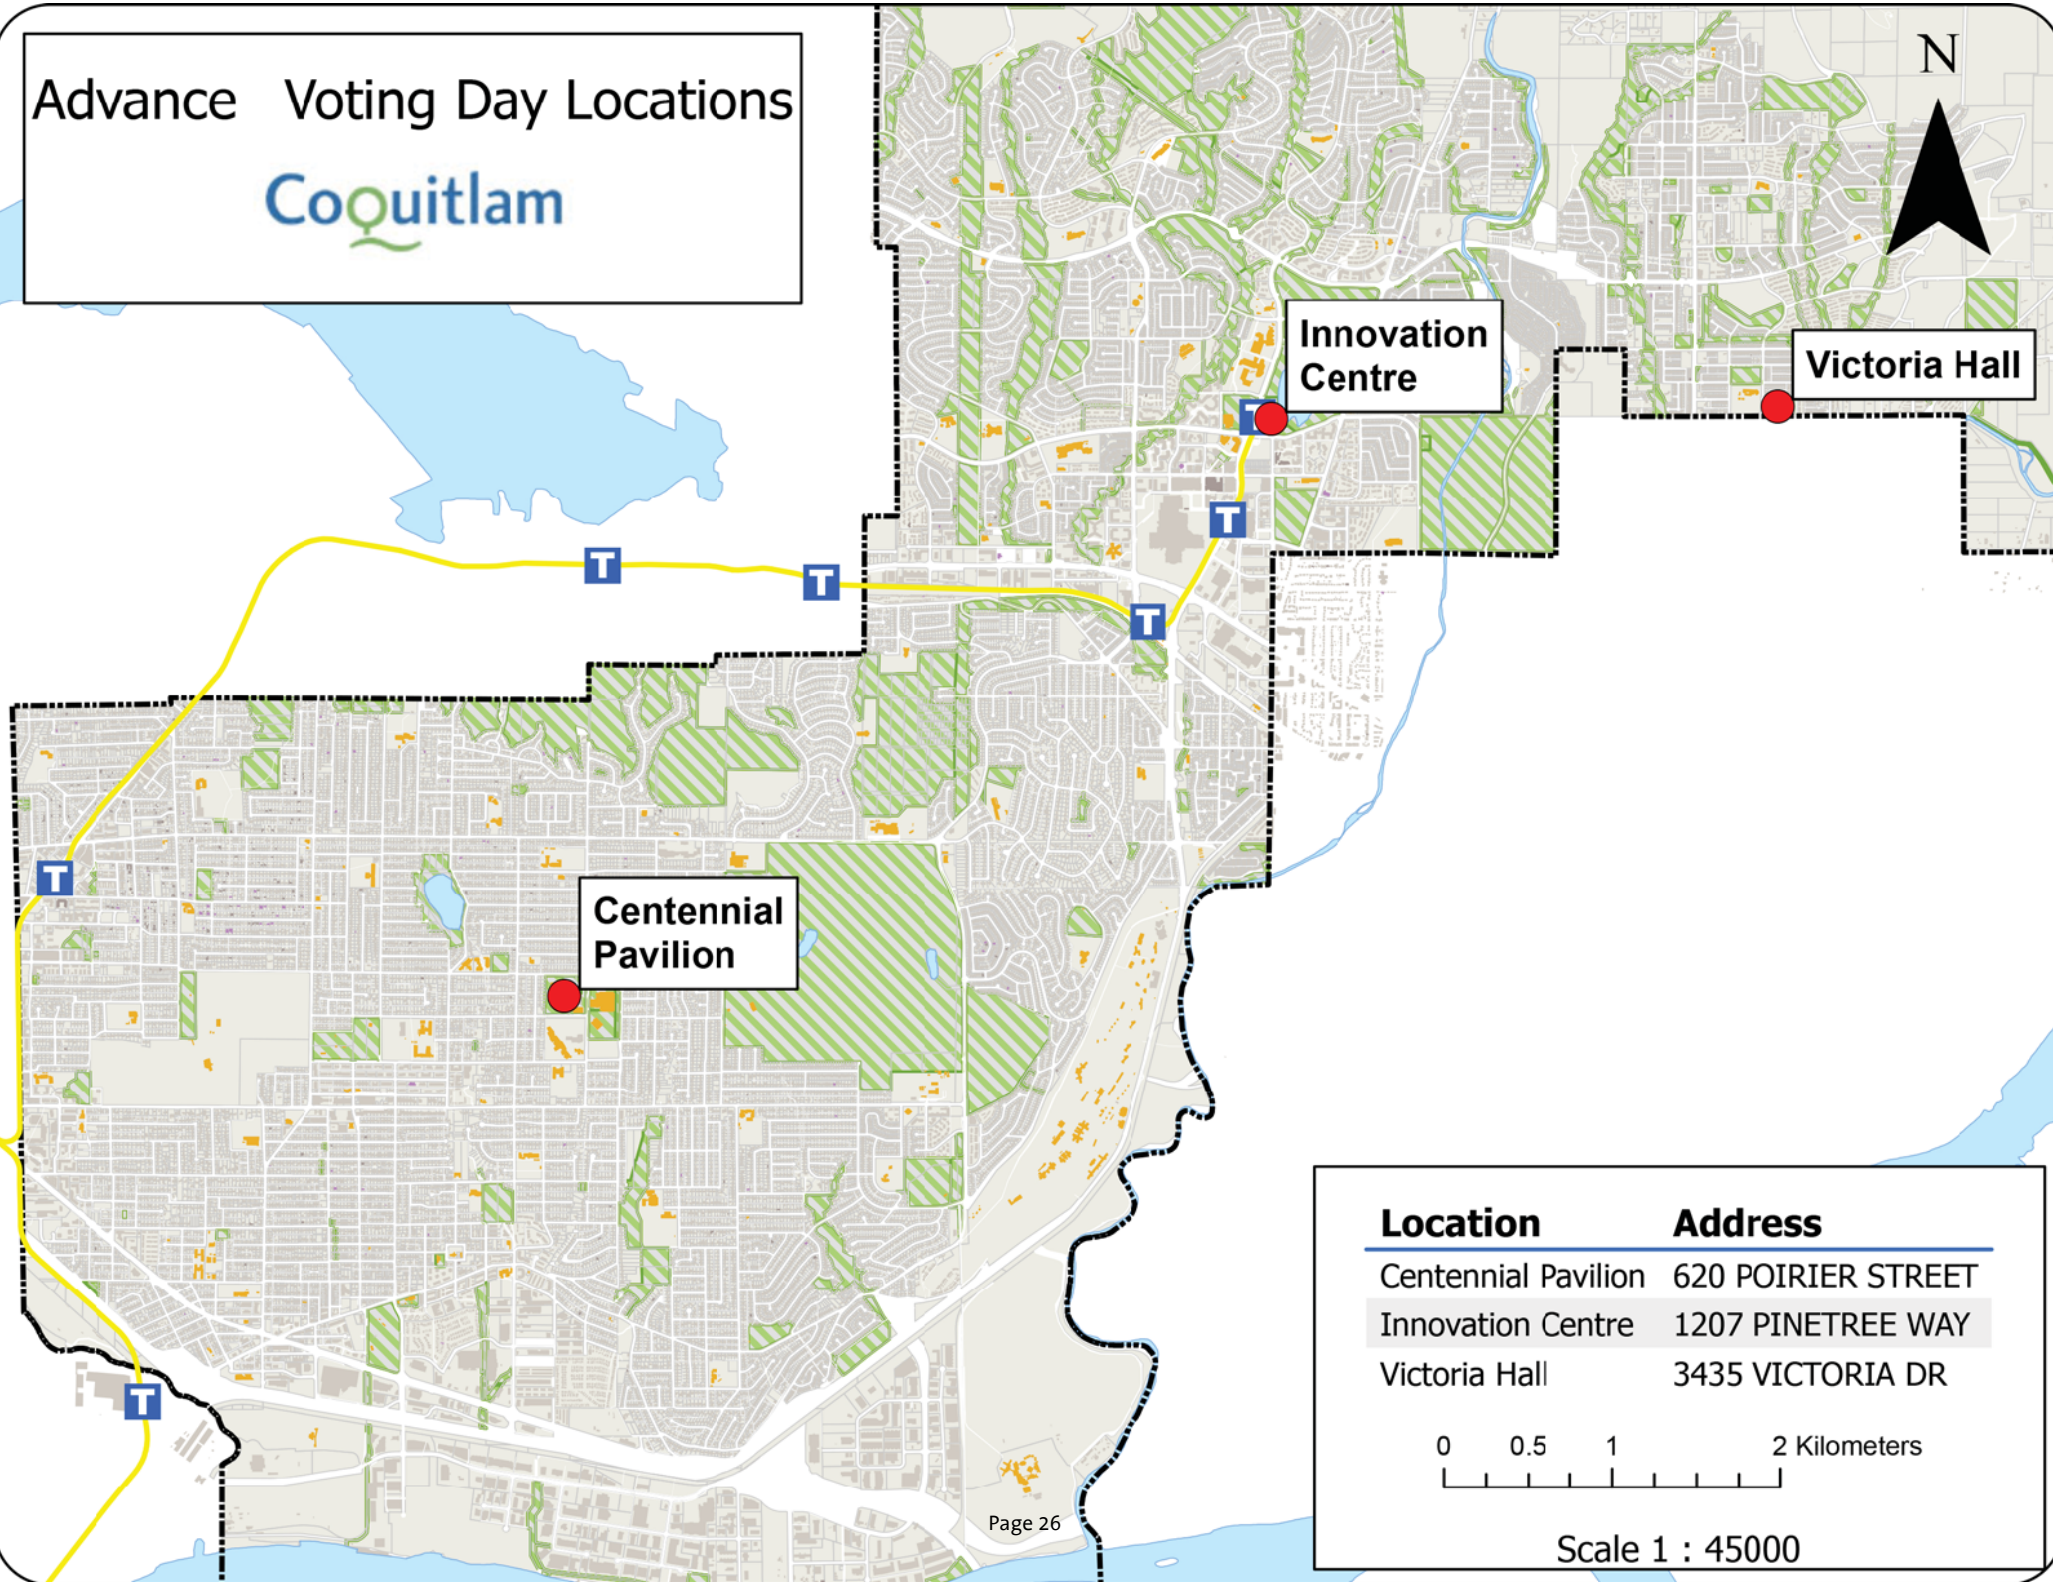 Advance Voting Day Locations
Coquitlam
N
Innovation
Centre
Victoria Hall
T
T
T
T
T
T
T
Centennial
Pavilion
Location Address
Centennial Pavilion 620 POIRIER STREET
Innovation Centre 1207 PINETREE WAY
Victoria Hall 3435 VICTORIA DR
0 0.5 1 2 Kilometers
Scale 1 : 45000
Page 26